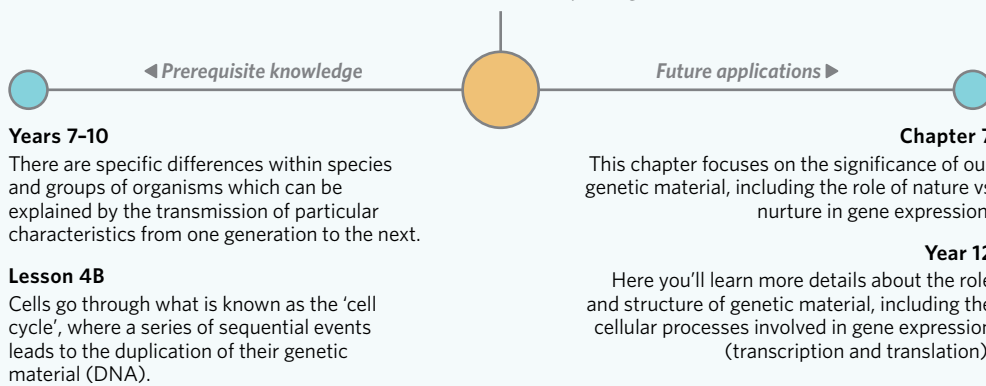 ◀ Prerequisite knowledge
Future applications ▶
Years 7–10
There are specific differences within species
and groups of organisms which can be
explained by the transmission of particular
characteristics from one generation to the next.
Lesson 4B
Cells go through what is known as the ‘cell
cycle’, where a series of sequential events
leads to the duplication of their genetic
material (DNA).
Chapter 7
This chapter focuses on the significance of ou
genetic material, including the role of nature vs
nurture in gene expression
Year 12
Here you’ll learn more details about the role
and structure of genetic material, including the
cellular processes involved in gene expression
(transcription and translation)